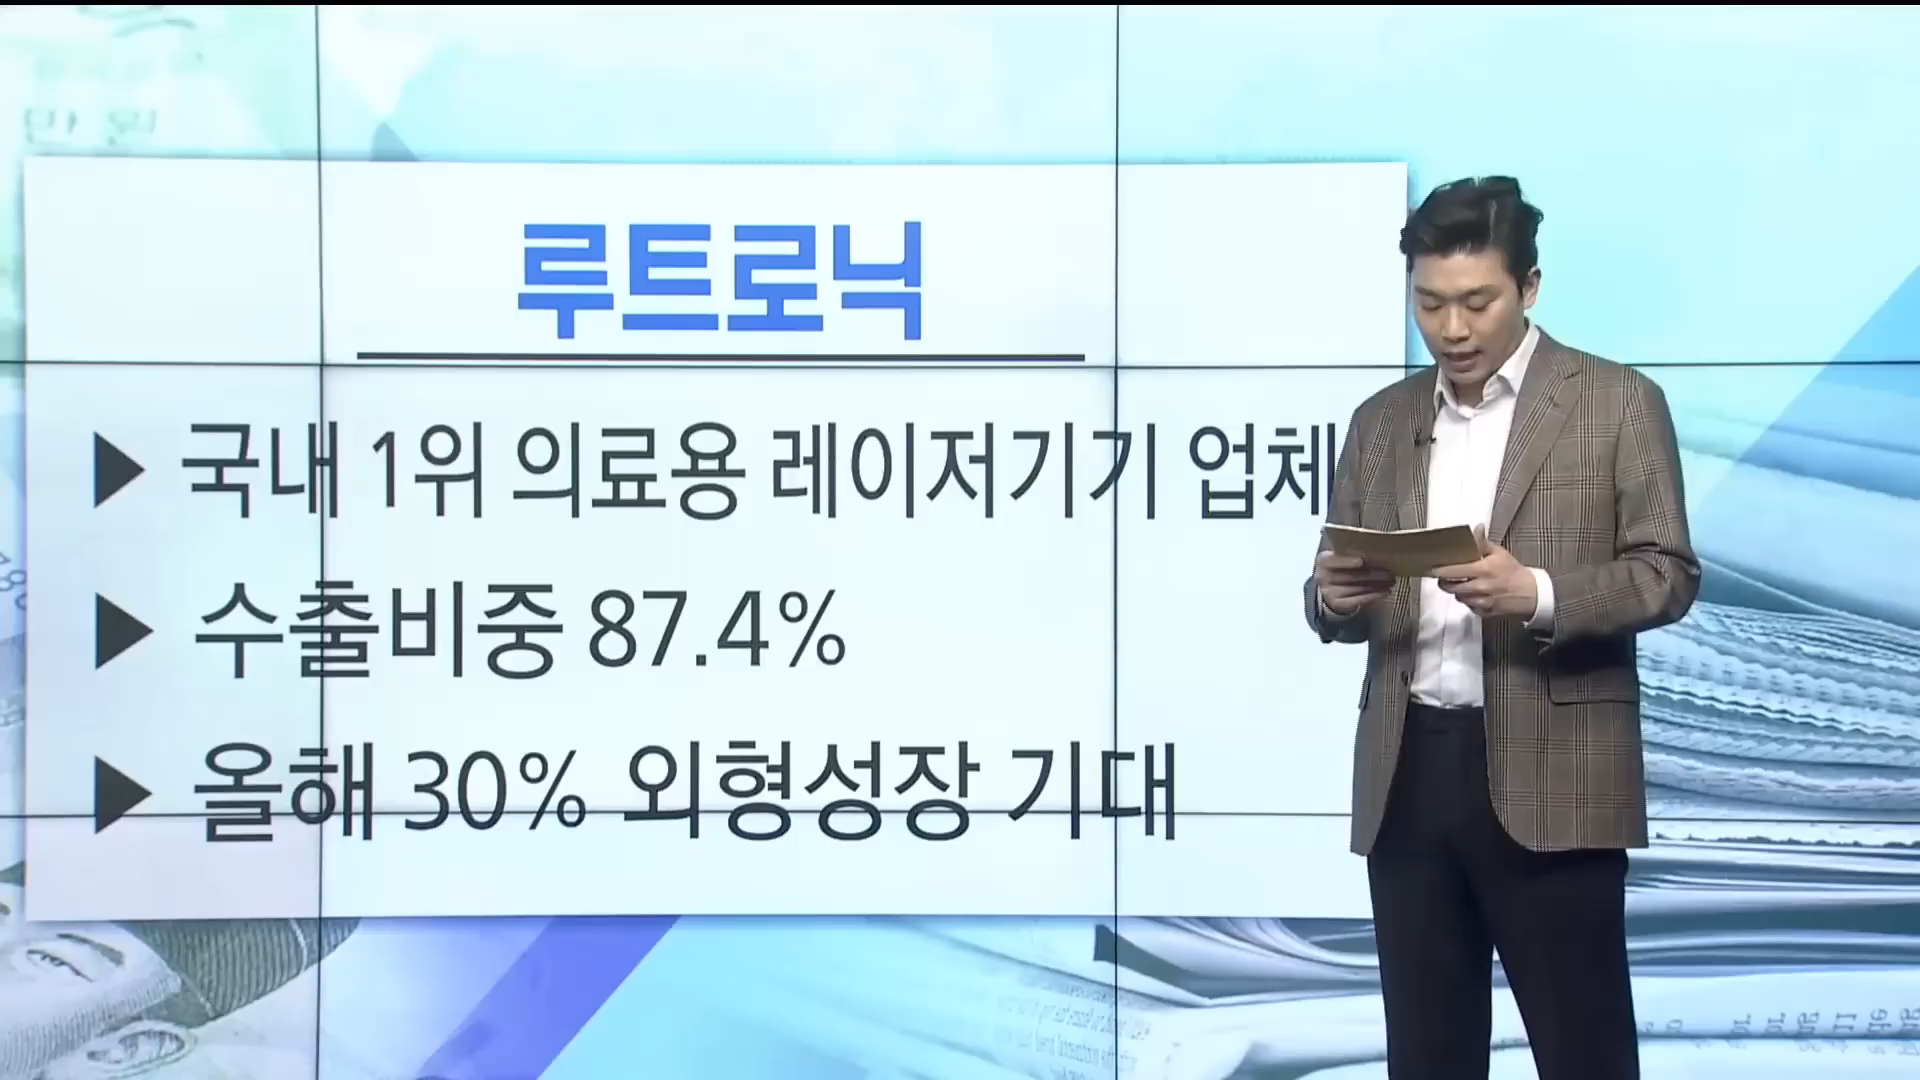 루트로닉
▶ 국내 1위 의료용 레이저기기 업체
▶ 수출비중 87.4%
▶ 올해 30% 외형성장 기대